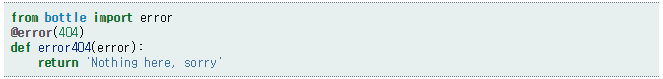 from bottle import error
@error(404)
def error404(error):
    return 'Nothing here, sorry'